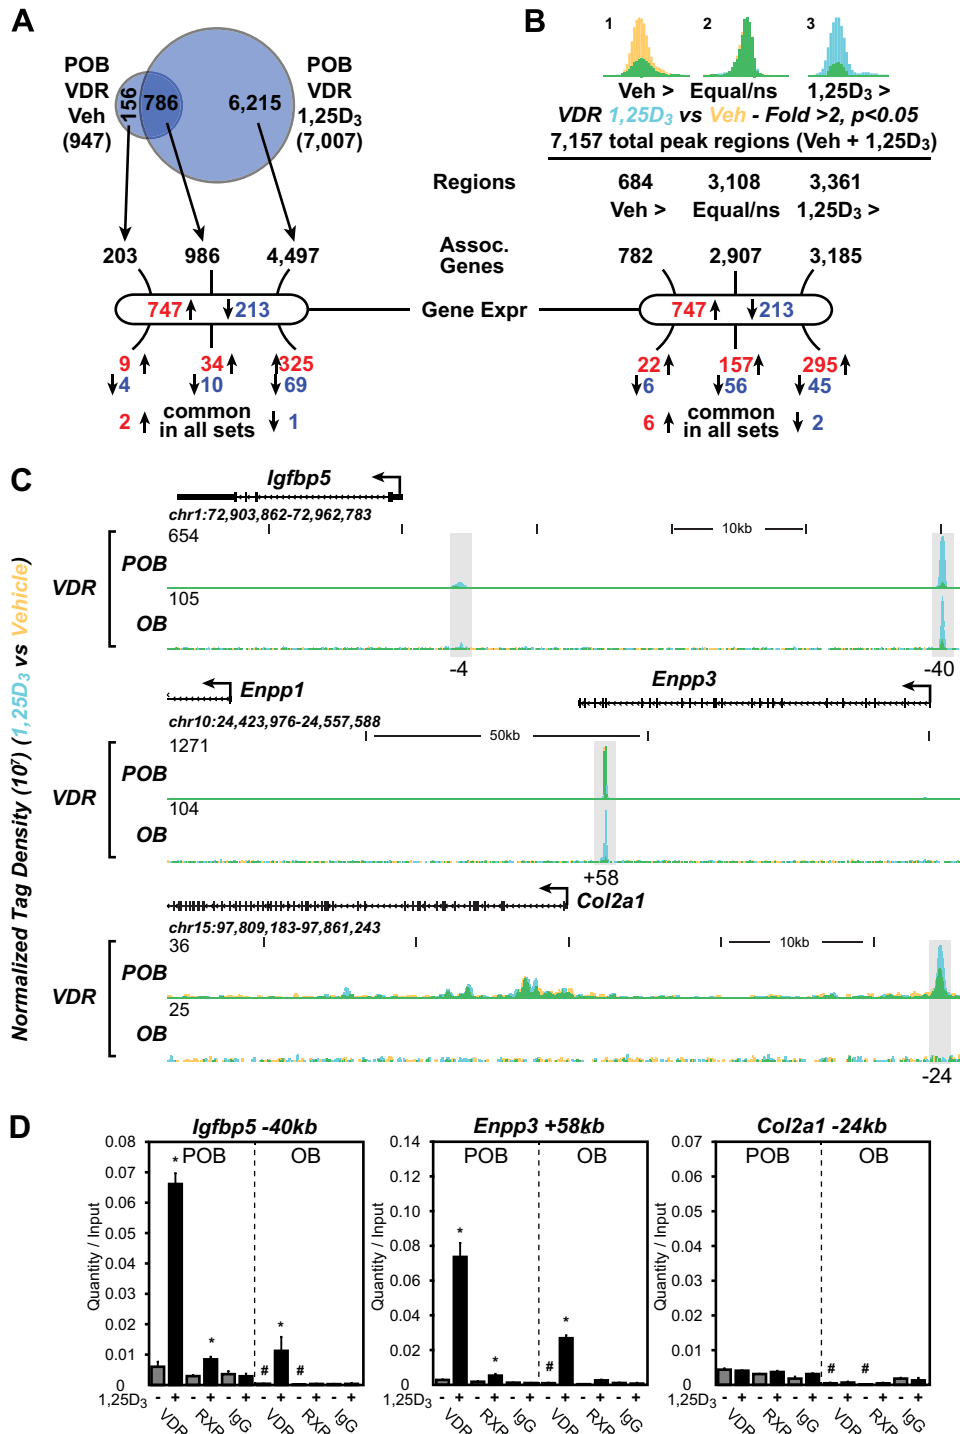 A
POB
VDR
Veh
(947)
156
786
6,215
POB
VDR
1,25D3
(7,007)
203
986
4,497
747
213
9
4
34
10
325
69
2
common
in all sets
1
Regions
Assoc.
Genes
Gene Expr
B
1
2
3
Veh >
Equal/ns
1,25D3 >
VDR 1,25D3 vs Veh - Fold >2, p<0.05
7,157 total peak regions (Veh + 1,25D3)
684
3,108
3,361
Veh >
Equal/ns
1,25D3 >
782
2,907
3,185
747
213
22
6
157
56
295
45
6
common
in all sets
2
C
Normalized Tag Density (10⁷) (1,25D3 vs Vehicle)
Igfbp5
chr1:72,903,862-72,962,783
10kb
VDR
654
POB
105
OB
-4
-40
Enpp1
Enpp3
chr10:24,423,976-24,557,588
50kb
VDR
1271
POB
104
OB
+58
Col2a1
chr15:97,809,183-97,861,243
10kb
VDR
36
POB
25
OB
-24
D
Igfbp5 -40kb
Quantity / Input
0.08
0.07
0.06
0.05
0.04
0.03
0.02
0.01
0
POB
OB
*
*
#
*
#
1,25D3
- + - + - + - + - + - +
VDR
RXR
IgG
VDR
RXR
IgG
Enpp3 +58kb
Quantity / Input
0.14
0.12
0.10
0.08
0.06
0.04
0.02
0
POB
OB
*
*
#
*
1,25D3
- + - + - + - + - + - +
VDR
RXR
IgG
VDR
RXR
IgG
Col2a1 -24kb
Quantity / Input
0.07
0.06
0.05
0.04
0.03
0.02
0.01
0
POB
OB
#
#
1,25D3
- + - + - + - + - + - +
VDR
RXR
IgG
VDR
RXR
IgG